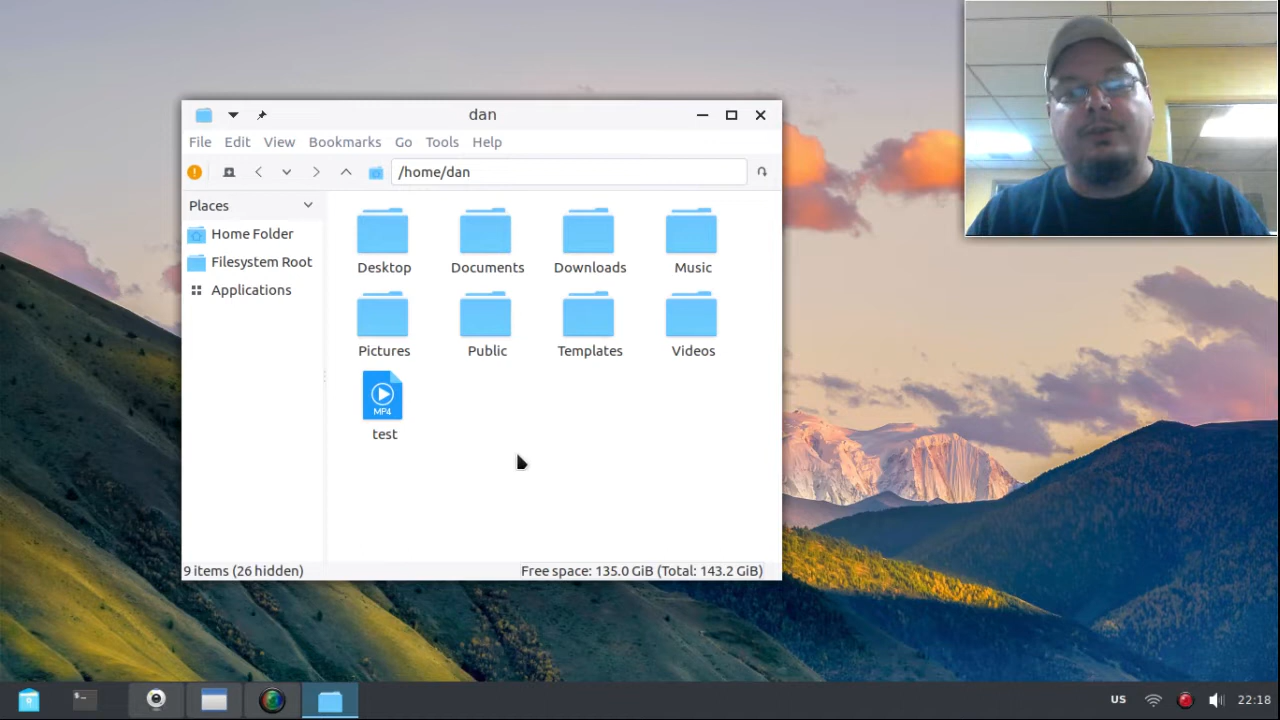 dan
File Edit View Bookmarks Go Tools Help
/home/dan
Places
Home Folder
Filesystem Root
Applications
Desktop Documents Downloads Music
Pictures Public Templates Videos
MP4
test
9 items (26 hidden) Free space: 135.0 GiB (Total: 143.2 GiB)
$-
US 22:18